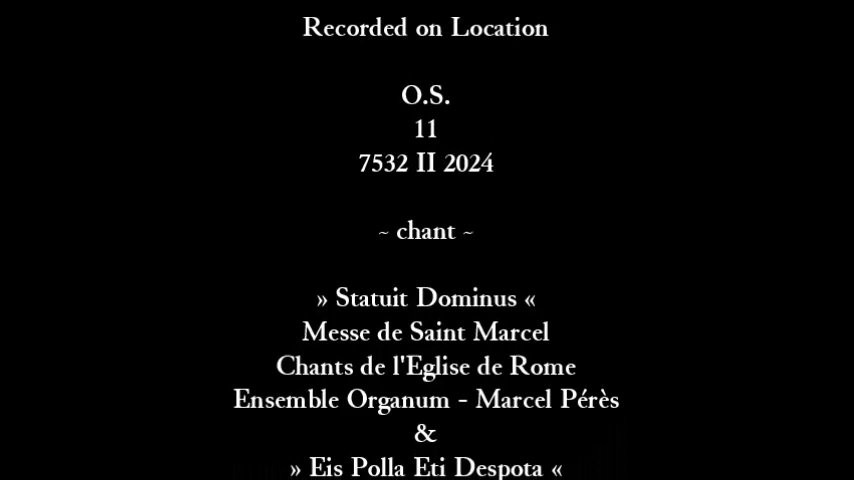 Recorded on Location
O.S.
11
7532 II 2024
~ chant ~
» Statuit Dominus «
Messe de Saint Marcel
Chants de l'Eglise de Rome
Ensemble Organum - Marcel Pérès
&
» Eis Polla Eti Despota «